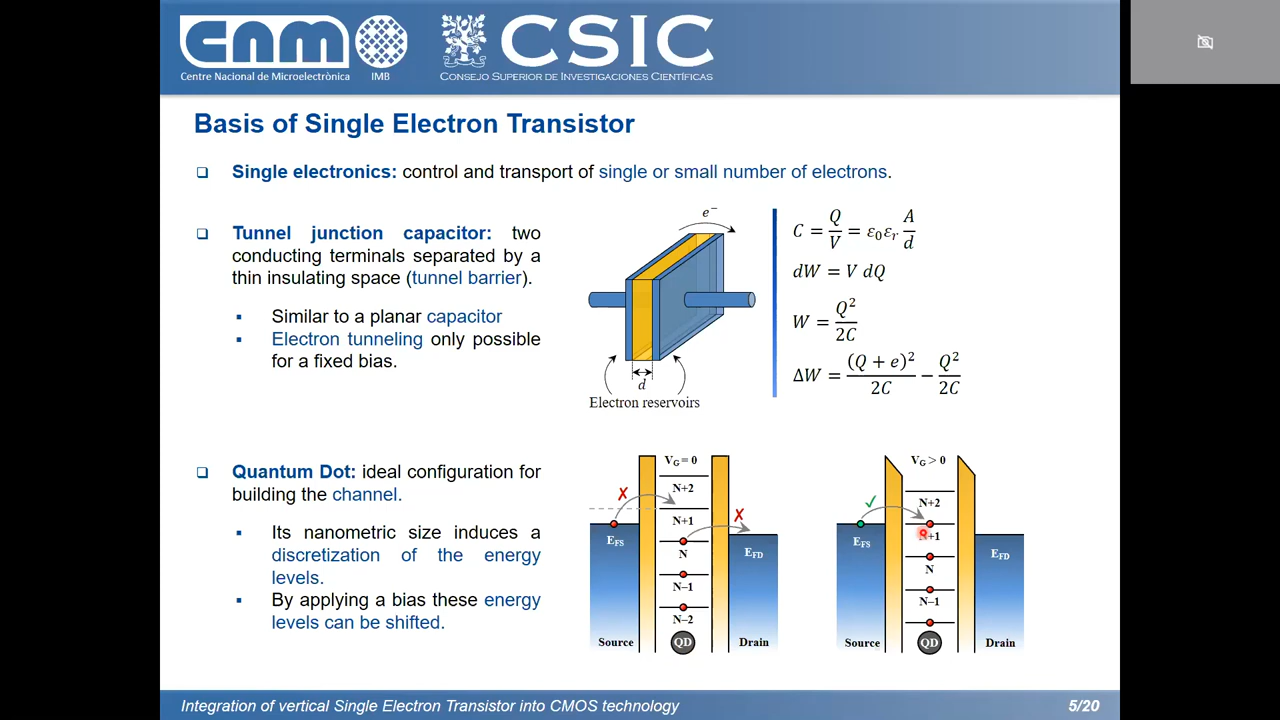 cnm
Centre Nacional de Microelectrònica
IMB
CSIC
CONSEJO SUPERIOR DE INVESTIGACIONES CIENTÍFICAS
Basis of Single Electron Transistor
❑ Single electronics: control and transport of single or small number of electrons.
❑ Tunnel junction capacitor: two
conducting terminals separated by a
thin insulating space (tunnel barrier).
▪ Similar to a planar capacitor
▪ Electron tunneling only possible
for a fixed bias.
e⁻
d
Electron reservoirs
C = Q/V = ε₀εᵣ A/d
dW = V dQ
W = Q²/2C
ΔW = (Q + e)²/2C − Q²/2C
❑ Quantum Dot: ideal configuration for
building the channel.
▪ Its nanometric size induces a
discretization of the energy
levels.
▪ By applying a bias these energy
levels can be shifted.
V_G = 0
N+2
✗
N+1
✗
E_FS
N
E_FD
N–1
N–2
Source
QD
Drain
V_G > 0
✓
N+2
E_FS
N+1
E_FD
N
N–1
Source
QD
Drain
Integration of vertical Single Electron Transistor into CMOS technology
5/20